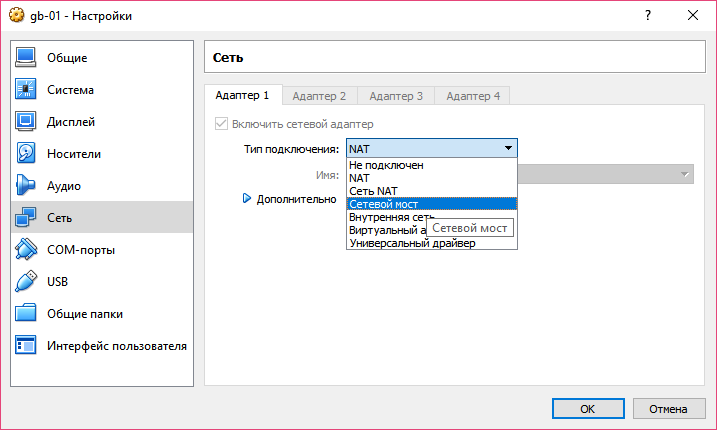 gb-01 - Настройки
?
Общие
Система
Дисплей
Носители
Аудио
Сеть
COM-порты
USB
Общие папки
Интерфейс пользователя
Сеть
Адаптер 1 Адаптер 2 Адаптер 3 Адаптер 4
Включить сетевой адаптер
Тип подключения: NAT
Не подключен
Имя:
NAT
Сеть NAT
Дополнительно
Сетевой мост
Внутренняя сеть
Сетевой мост
Виртуальный а
Универсальный драйвер
OK Отмена